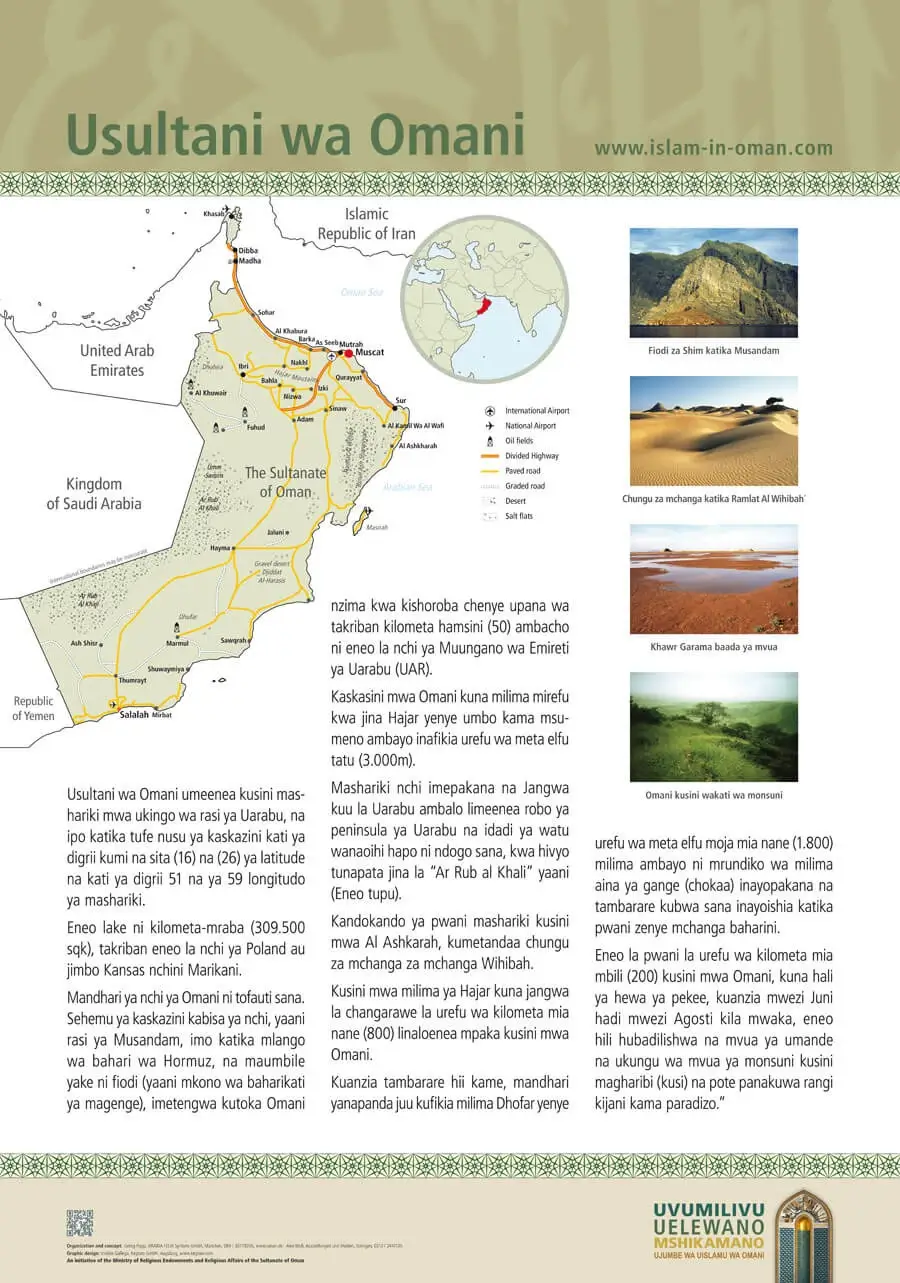 Usultani wa Omani
www.islam-in-oman.com
Khasab
Islamic
Republic of Iran
Dibba
Madha
Oman Sea
Sohar
Al Khabura
Barka
As Seeb
Mutrah
Muscat
United Arab
Emirates
Dhahira
Ibri
Nakhl
Hajar Mountains
Bahla
Izki
Qurayyat
Al Khuwair
Nizwa
Sinaw
Sur
Fuhud
Adam
Al Kamil Wa Al Wafi
Al Ashkharah
Kingdom
of Saudi Arabia
The Sultanate
of Oman
Umm
Samim
Ar Rub
Al Khali
Arabian Sea
Masirah
Jaluni
Hayma
International boundaries may be inaccurate
Gravel desert
Djiddat
Al-Harasis
Ar Rub
Al Khali
Dhofar
Ash Shisr
Marmul
Sawqrah
Shuwaymiya
Thumrayt
Republic
of Yemen
Salalah
Mirbat
International Airport
National Airport
Oil fields
Divided Highway
Paved road
Graded road
Desert
Salt flats
Fiodi za Shim katika Musandam
Chungu za mchanga katika Ramlat Al Wihibah´
Khawr Garama baada ya mvua
Omani kusini wakati wa monsuni
Usultani wa Omani umeenea kusini mas-
hariki mwa ukingo wa rasi ya Uarabu, na
ipo katika tufe nusu ya kaskazini kati ya
digrii kumi na sita (16) na (26) ya latitude
na kati ya digrii 51 na ya 59 longitudo
ya mashariki.
Eneo lake ni kilometa-mraba (309.500
sqk), takriban eneo la nchi ya Poland au
jimbo Kansas nchini Marikani.
Mandhari ya nchi ya Omani ni tofauti sana.
Sehemu ya kaskazini kabisa ya nchi, yaani
rasi ya Musandam, imo katika mlango
wa bahari wa Hormuz, na maumbile
yake ni fiodi (yaani mkono wa baharikati
ya magenge), imetengwa kutoka Omani
nzima kwa kishoroba chenye upana wa
takriban kilometa hamsini (50) ambacho
ni eneo la nchi ya Muungano wa Emireti
ya Uarabu (UAR).
Kaskasini mwa Omani kuna milima mirefu
kwa jina Hajar yenye umbo kama msu-
meno ambayo inafikia urefu wa meta elfu
tatu (3.000m).
Mashariki nchi imepakana na Jangwa
kuu la Uarabu ambalo limeenea robo ya
peninsula ya Uarabu na idadi ya watu
wanaoihi hapo ni ndogo sana, kwa hivyo
tunapata jina la “Ar Rub al Khali” yaani
(Eneo tupu).
Kandokando ya pwani mashariki kusini
mwa Al Ashkarah, kumetandaa chungu
za mchanga za mchanga Wihibah.
Kusini mwa milima ya Hajar kuna jangwa
la changarawe la urefu wa kilometa mia
nane (800) linaloenea mpaka kusini mwa
Omani.
Kuanzia tambarare hii kame, mandhari
yanapanda juu kufikia milima Dhofar yenye
urefu wa meta elfu moja mia nane (1.800)
milima ambayo ni mrundiko wa milima
aina ya gange (chokaa) inayopakana na
tambarare kubwa sana inayoishia katika
pwani zenye mchanga baharini.
Eneo la pwani la urefu wa kilometa mia
mbili (200) kusini mwa Omani, kuna hali
ya hewa ya pekee, kuanzia mwezi Juni
hadi mwezi Agosti kila mwaka, eneo
hili hubadilishwa na mvua ya umande
na ukungu wa mvua ya monsuni kusini
magharibi (kusi) na pote panakuwa rangi
kijani kama paradizo.“
An initiative of the Ministry of Religious Endowments and Religious Affairs of the Sultanate of Oman
UVUMILIVU
UELEWANO
MSHIKAMANO
UJUMBE WA UISLAMU WA OMANI